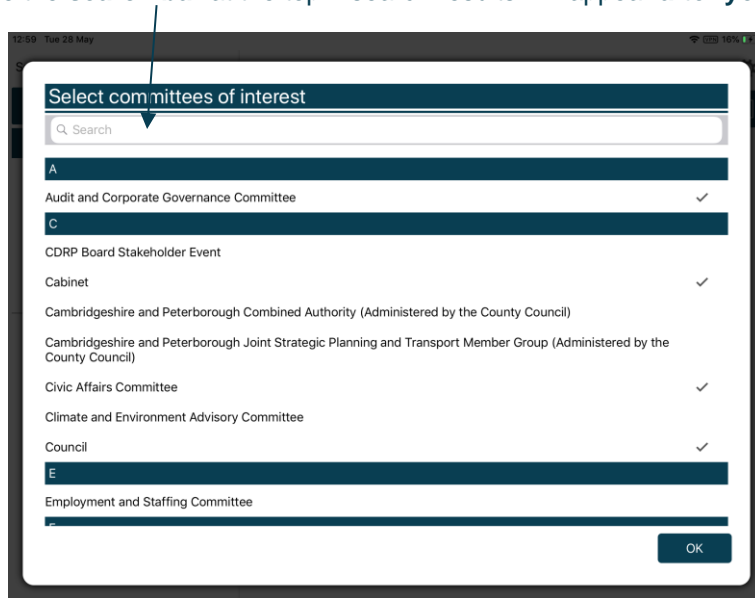 12:59 Tue 28 May
16%
Select committees of interest
Search
A
Audit and Corporate Governance Committee
C
CDRP Board Stakeholder Event
Cabinet
Cambridgeshire and Peterborough Combined Authority (Administered by the County Council)
Cambridgeshire and Peterborough Joint Strategic Planning and Transport Member Group (Administered by the
County Council)
Civic Affairs Committee
Climate and Environment Advisory Committee
Council
E
Employment and Staffing Committee
OK